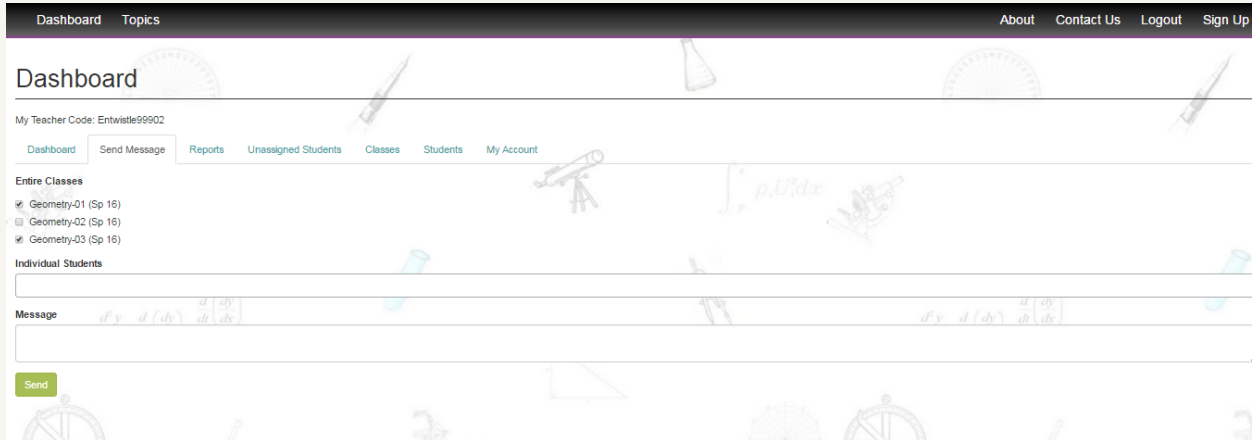 Dashboard Topics About Contact Us Logout Sign Up
Dashboard
My Teacher Code: Entwistle99902
Dashboard Send Message Reports Unassigned Students Classes Students My Account
Entire Classes
Geometry-01 (Sp 16)
Geometry-02 (Sp 16)
Geometry-03 (Sp 16)
Individual Students
Message
Send